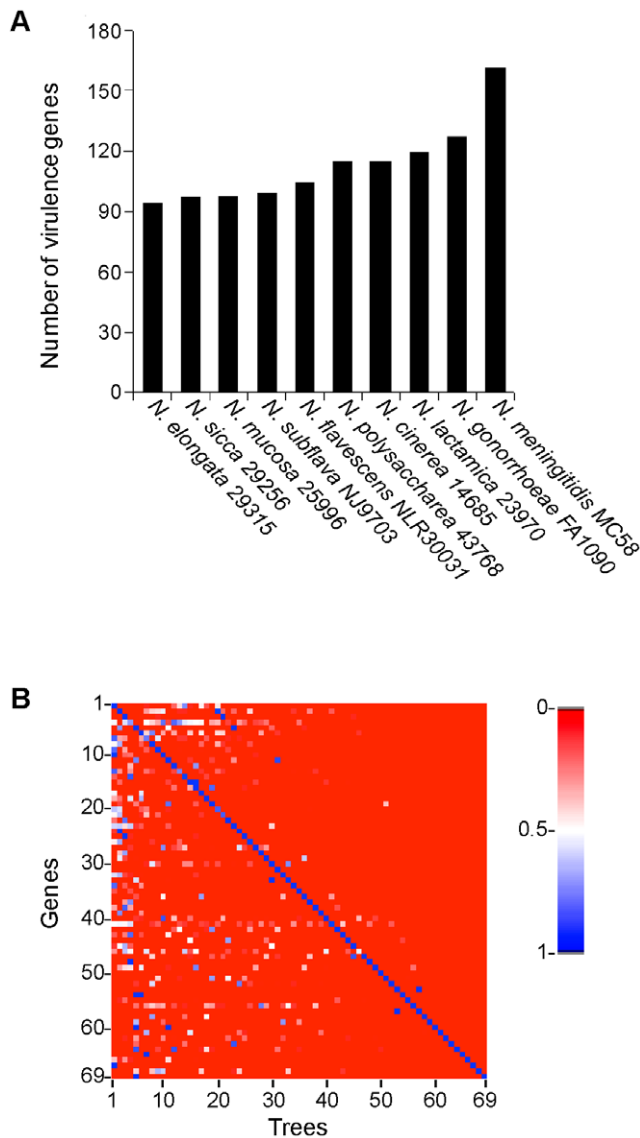 A
180
150
120
90
60
30
0
Number of virulence genes
N. elongata 29315
N. sicca 29256
N. mucosa 25996
N. subflava NJ9703
N. flavescens NLR30031
N. polysaccharea 43768
N. cinerea 14685
N. lactamica 23970
N. gonorrhoeae FA1090
N. meningitidis MC58
B
1
10
20
30
40
50
60
69
Genes
1 10 20 30 40 50 60 69
Trees
0
0.5
1